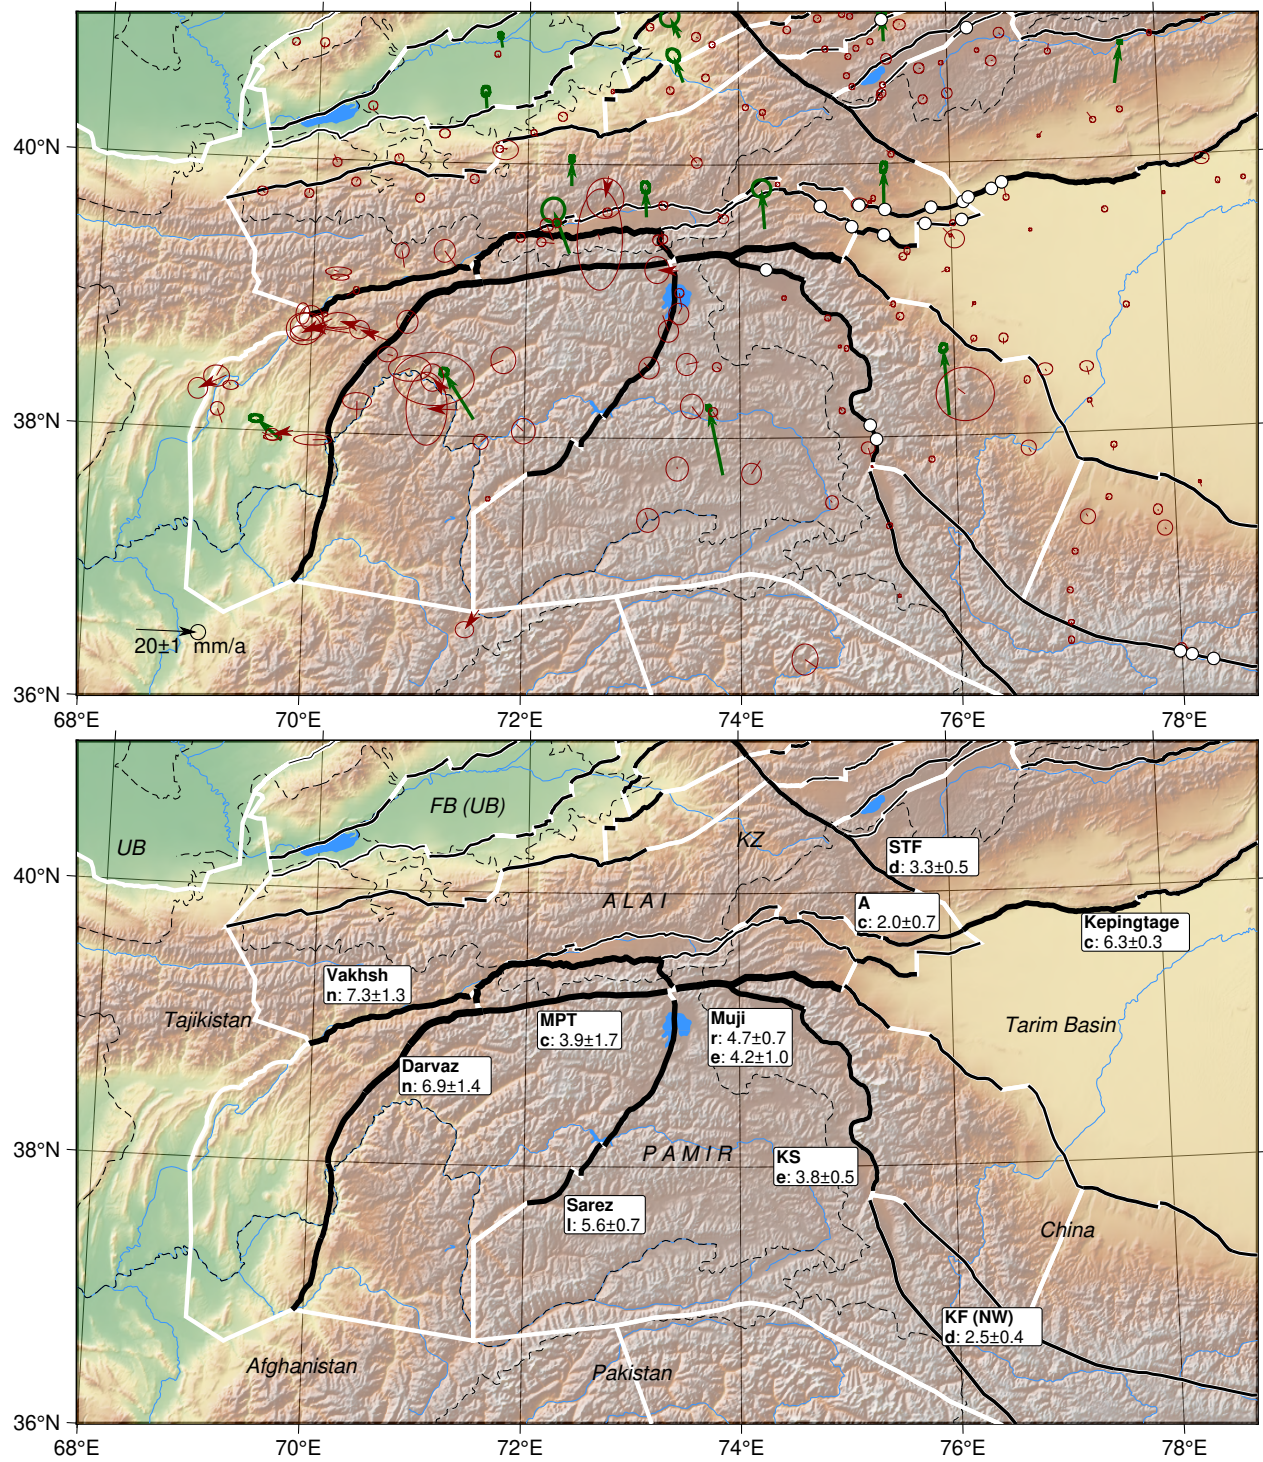 40°N
38°N
20±1 mm/a
36°N
68°E
70°E
72°E
74°E
76°E
78°E
FB (UB)
UB
KZ
STF
d: 3.3±0.5
40°N
ALAI
A
c: 2.0±0.7
Kepingtage
c: 6.3±0.3
Vakhsh
n: 7.3±1.3
Tajikistan
MPT
c: 3.9±1.7
Muji
r: 4.7±0.7
e: 4.2±1.0
Tarim Basin
Darvaz
n: 6.9±1.4
38°N
PAMIR
KS
e: 3.8±0.5
Sarez
l: 5.6±0.7
China
KF (NW)
d: 2.5±0.4
Afghanistan
Pakistan
36°N
68°E
70°E
72°E
74°E
76°E
78°E